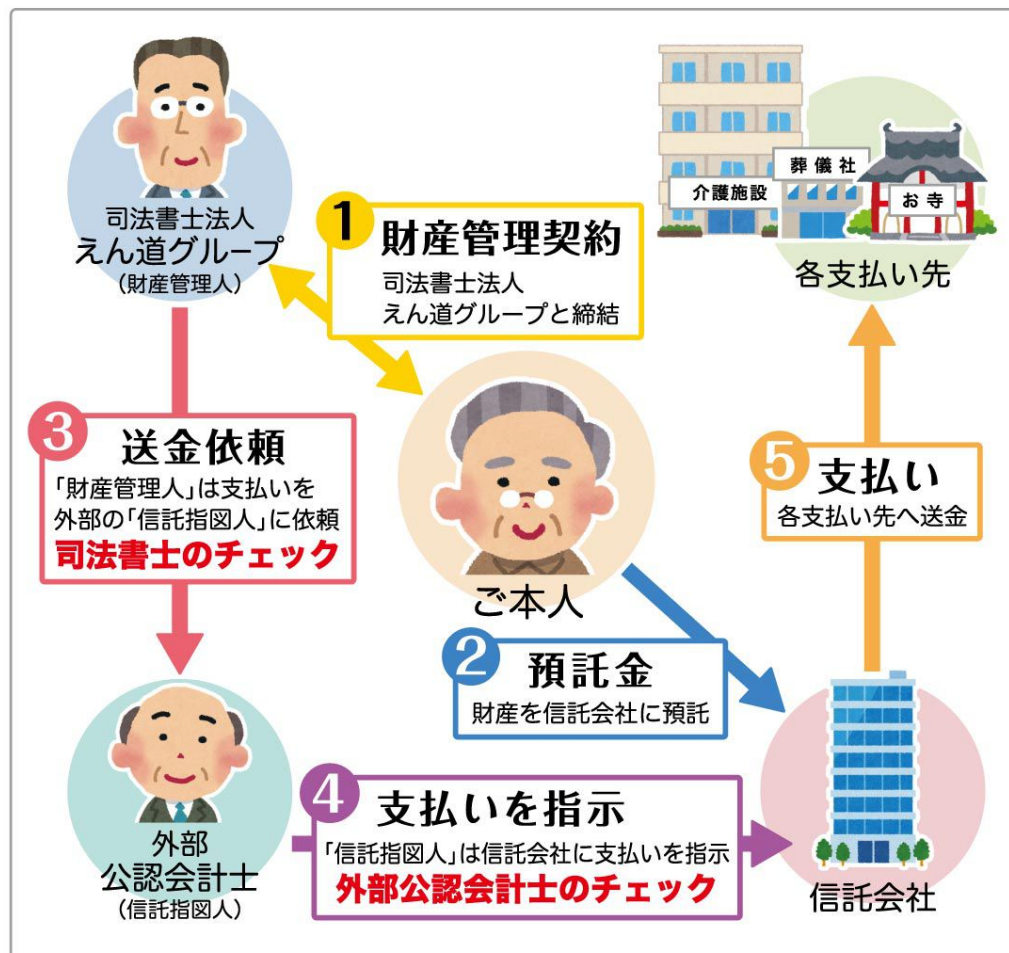 司法書士法人
えん道グループ
（財産管理人）
1
財産管理契約
司法書士法人
えん道グループと締結
介護施設
葬儀社
お寺
各支払い先
3
送金依頼
「財産管理人」は支払いを
外部の「信託指図人」に依頼
司法書士のチェック
ご本人
5
支払い
各支払い先へ送金
2
預託金
財産を信託会社に預託
外部
公認会計士
（信託指図人）
4
支払いを指示
「信託指図人」は信託会社に支払いを指示
外部公認会計士のチェック
信託会社